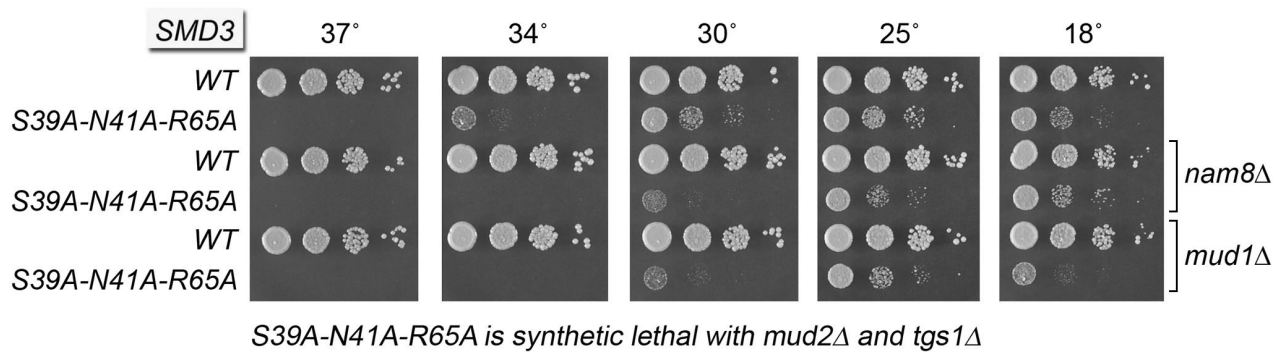 SMD3 37° 34° 30° 25° 18°
WT
S39A-N41A-R65A
WT
S39A-N41A-R65A
nam8Δ
WT
S39A-N41A-R65A
mud1Δ
S39A-N41A-R65A is synthetic lethal with mud2Δ and tgs1Δ